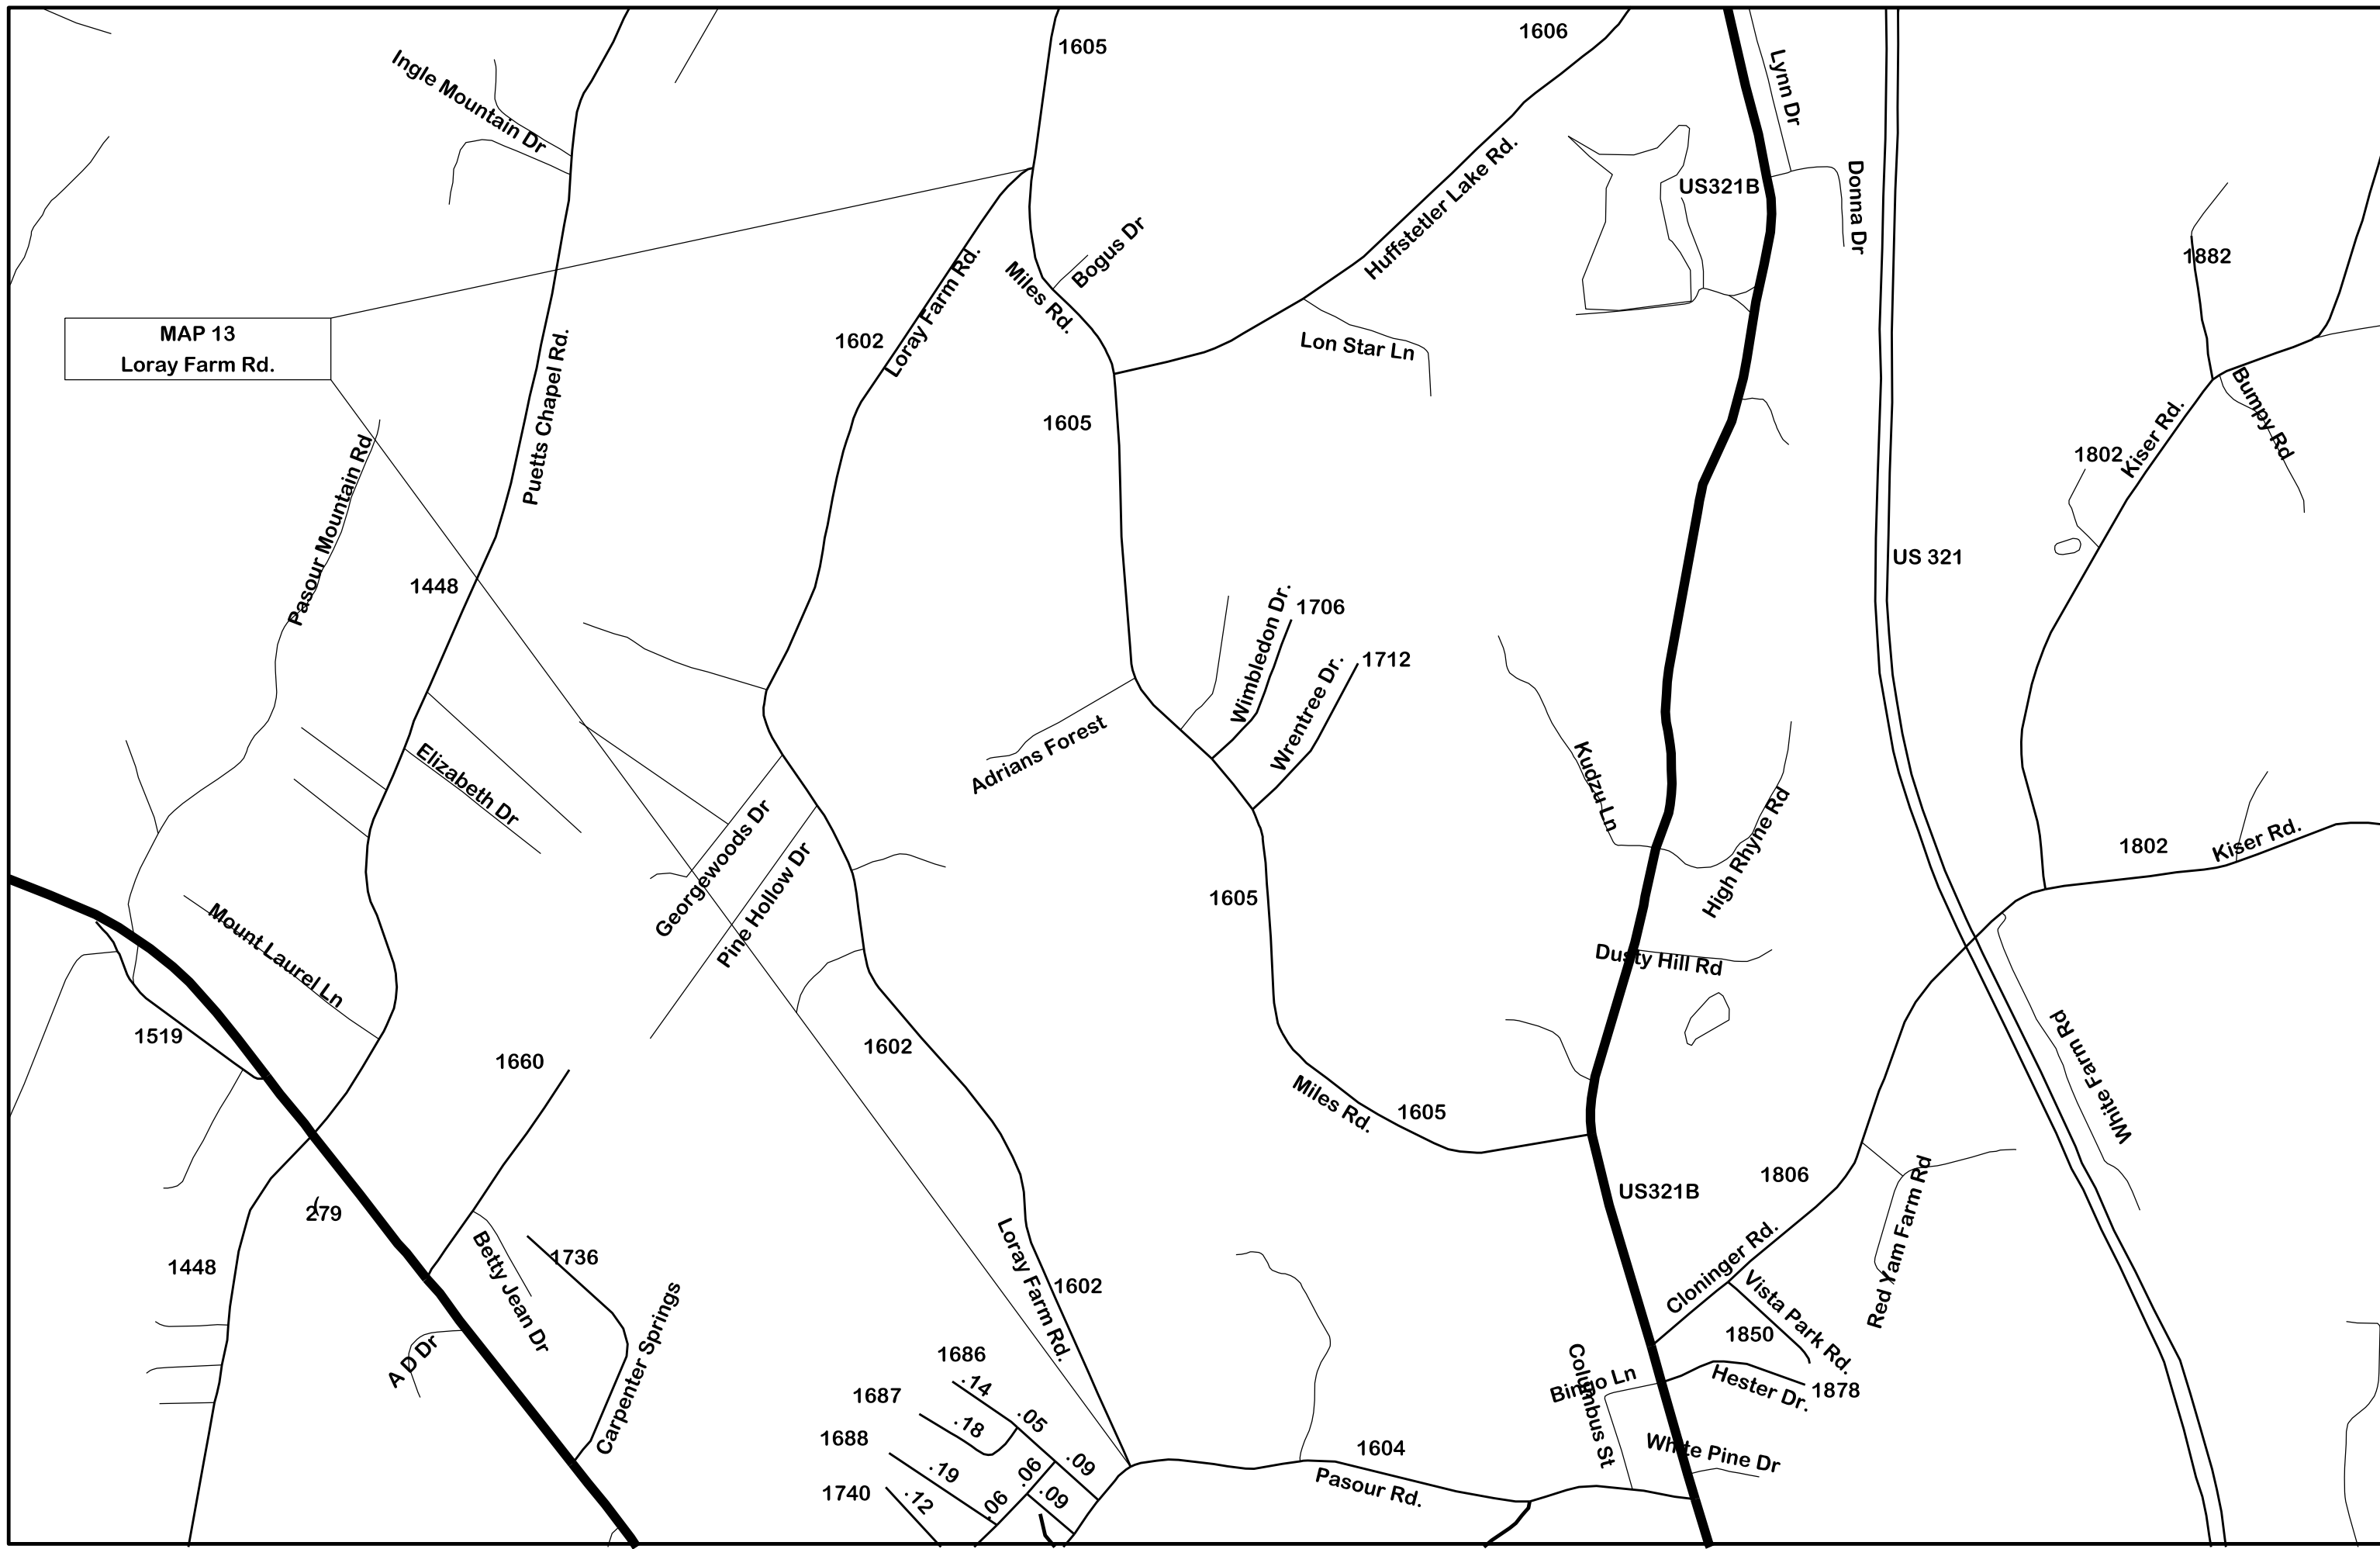 1605
1606
Ingle Mountain Dr
Lynn Dr
Huffstetler Lake Rd.
US321B
Donna Dr
Bogus Dr
Miles Rd.
Loray Farm Rd.
1882
MAP 13
Loray Farm Rd.
1602
Lon Star Ln
Puetts Chapel Rd.
1605
Bumpy Rd
Kiser Rd.
1802
Pasour Mountain Rd
US 321
1448
Wimbledon Dr.
1706
Wrentree Dr.
1712
Adrians Forest
Elizabeth Dr
Kudzu Ln
High Rhyne Rd
1802
Kiser Rd.
Georgewoods Dr
Pine Hollow Dr
1605
Mount Laurel Ln
Dusty Hill Rd
1519
1602
1660
White Farm Rd
Miles Rd.
1605
1806
US321B
(
279
Red Yam Farm Rd
1448
Betty Jean Dr
1736
Carpenter Springs
Loray Farm Rd.
1602
Cloninger Rd.
Vista Park Rd.
1850
A D Dr
1686
.14
Columbus St
Bingo Ln
Hester Dr.
1878
1687
.18
.05
1688
.19
.06
.09
1604
White Pine Dr
Pasour Rd.
1740
.12
.06
.09